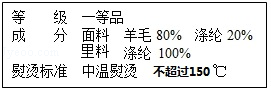 等 级 一等品
成 分 面料 羊毛 80% 涤纶 20%
里料 涤纶 100%
熨烫标准 中温熨烫 不超过150℃